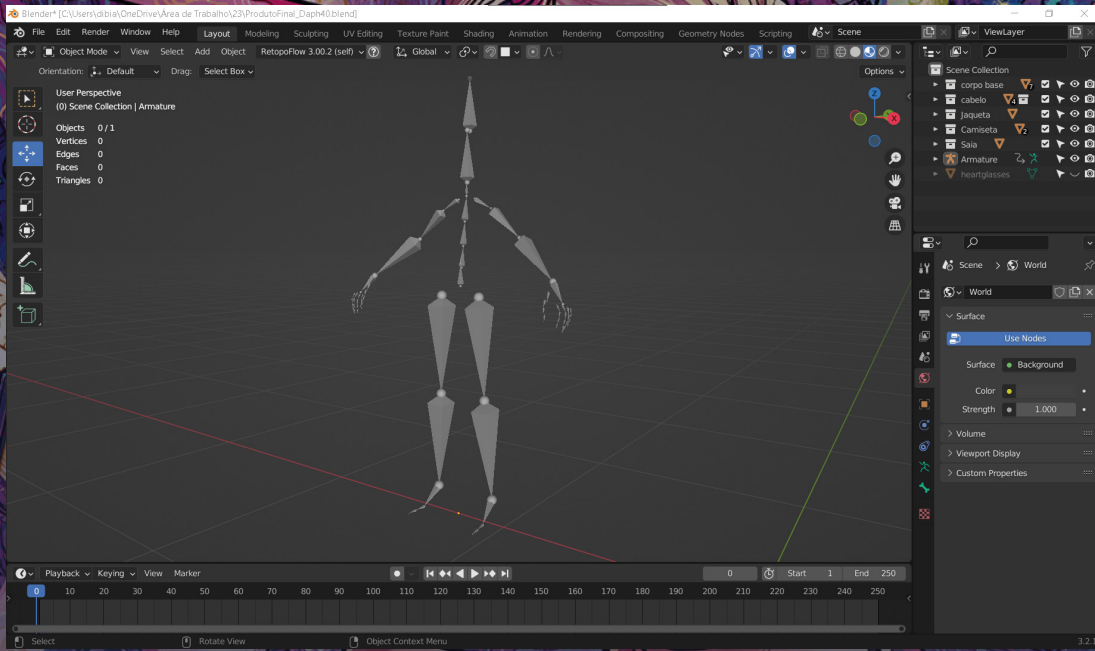 Blender* [C:\Users\dibia\OneDrive\Área de Trabalho\23\ProdutoFinal_Daph40.blend]
File Edit Render Window Help Layout Modeling Sculpting UV Editing Texture Paint Shading Animation Rendering Compositing Geometry Nodes Scripting Scene ViewLayer
Object Mode View Select Add Object RetopoFlow 3.00.2 (self) Global
Orientation: Default Drag: Select Box Options
User Perspective
(0) Scene Collection | Armature
Objects 0/1
Vertices 0
Edges 0
Faces 0
Triangles 0
Z
X
Scene Collection
corpo base 7
cabelo 4
Jaqueta
Camiseta 2
Saia
Armature
heartglasses
Scene > World
World
Surface
Use Nodes
Surface Background
Color
Strength 1.000
Volume
Viewport Display
Custom Properties
Playback Keying View Marker 0 Start 1 End 250
0 10 20 30 40 50 60 70 80 90 100 110 120 130 140 150 160 170 180 190 200 210 220 230 240 250
Select Rotate View Object Context Menu